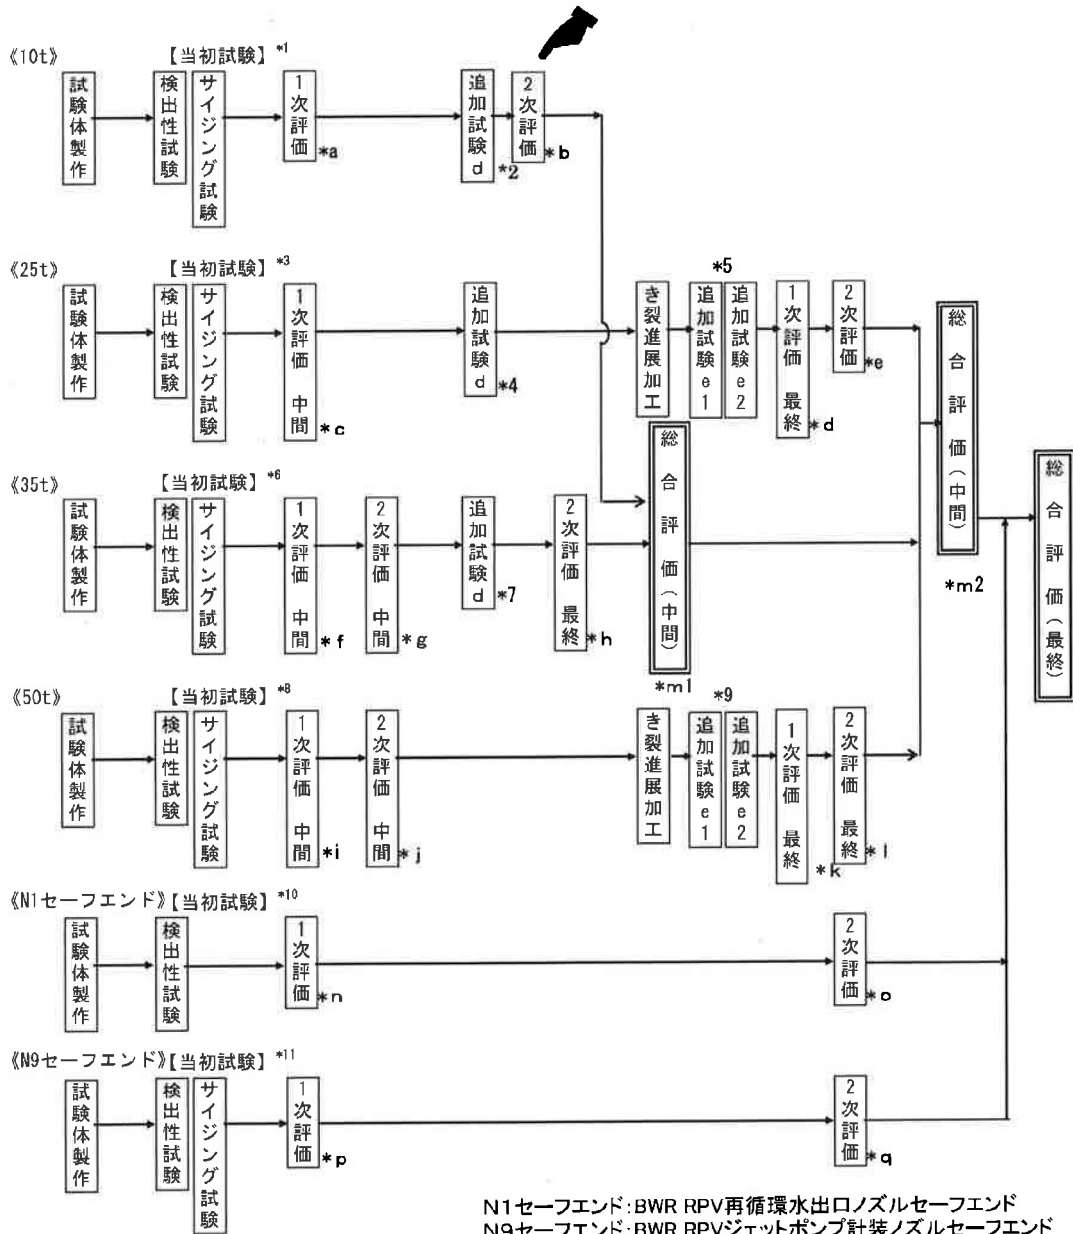 《10t》
【当初試験】*1
試験体製作
検出性試験
サイジング試験
1次評価
*a
追加試験d
*2
2次評価
*b
《25t》
【当初試験】*3
試験体製作
検出性試験
サイジング試験
1次評価 中間
*c
追加試験d
*4
き裂進展加工
*5
追加試験e1
追加試験e2
1次評価 最終
*d
2次評価
*e
総合評価(中間)
*m2
総合評価(最終)
《35t》
【当初試験】*6
試験体製作
検出性試験
サイジング試験
1次評価 中間
*f
2次評価 中間
*g
追加試験d
*7
2次評価 最終
*h
総合評価(中間)
*m1
《50t》
【当初試験】*8
試験体製作
検出性試験
サイジング試験
1次評価 中間
*i
2次評価 中間
*j
き裂進展加工
*9
追加試験e1
追加試験e2
1次評価 最終
*k
2次評価 最終
*l
《N1セーフエンド》【当初試験】*10
試験体製作
検出性試験
1次評価
*n
2次評価
*o
《N9セーフエンド》【当初試験】*11
試験体製作
検出性試験
サイジング試験
1次評価
*p
2次評価
*q
N1セーフエンド:BWR RPV再循環水出口ノズルセーフエンド
N9セーフエンド:BWR RPVジェットポンプ計装ノズルセーフエンド